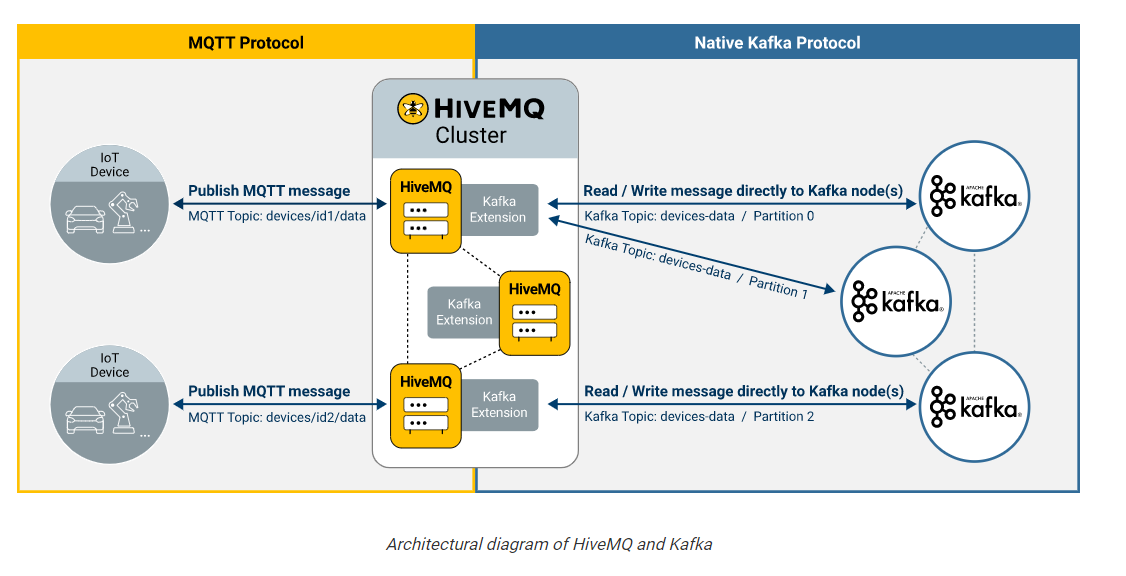 MQTT Protocol
Native Kafka Protocol
HIVEMQ
Cluster
IoT
Device
...
Publish MQTT message
MQTT Topic: devices/id1/data
HiveMQ
Kafka
Extension
Read / Write message directly to Kafka node(s)
Kafka Topic: devices-data / Partition 0
APACHE
kafka®
Kafka Topic: devices-data / Partition 1
APACHE
kafka®
Kafka
Extension
HiveMQ
IoT
Device
...
Publish MQTT message
MQTT Topic: devices/id2/data
HiveMQ
Kafka
Extension
Read / Write message directly to Kafka node(s)
Kafka Topic: devices-data / Partition 2
APACHE
kafka®
Architectural diagram of HiveMQ and Kafka